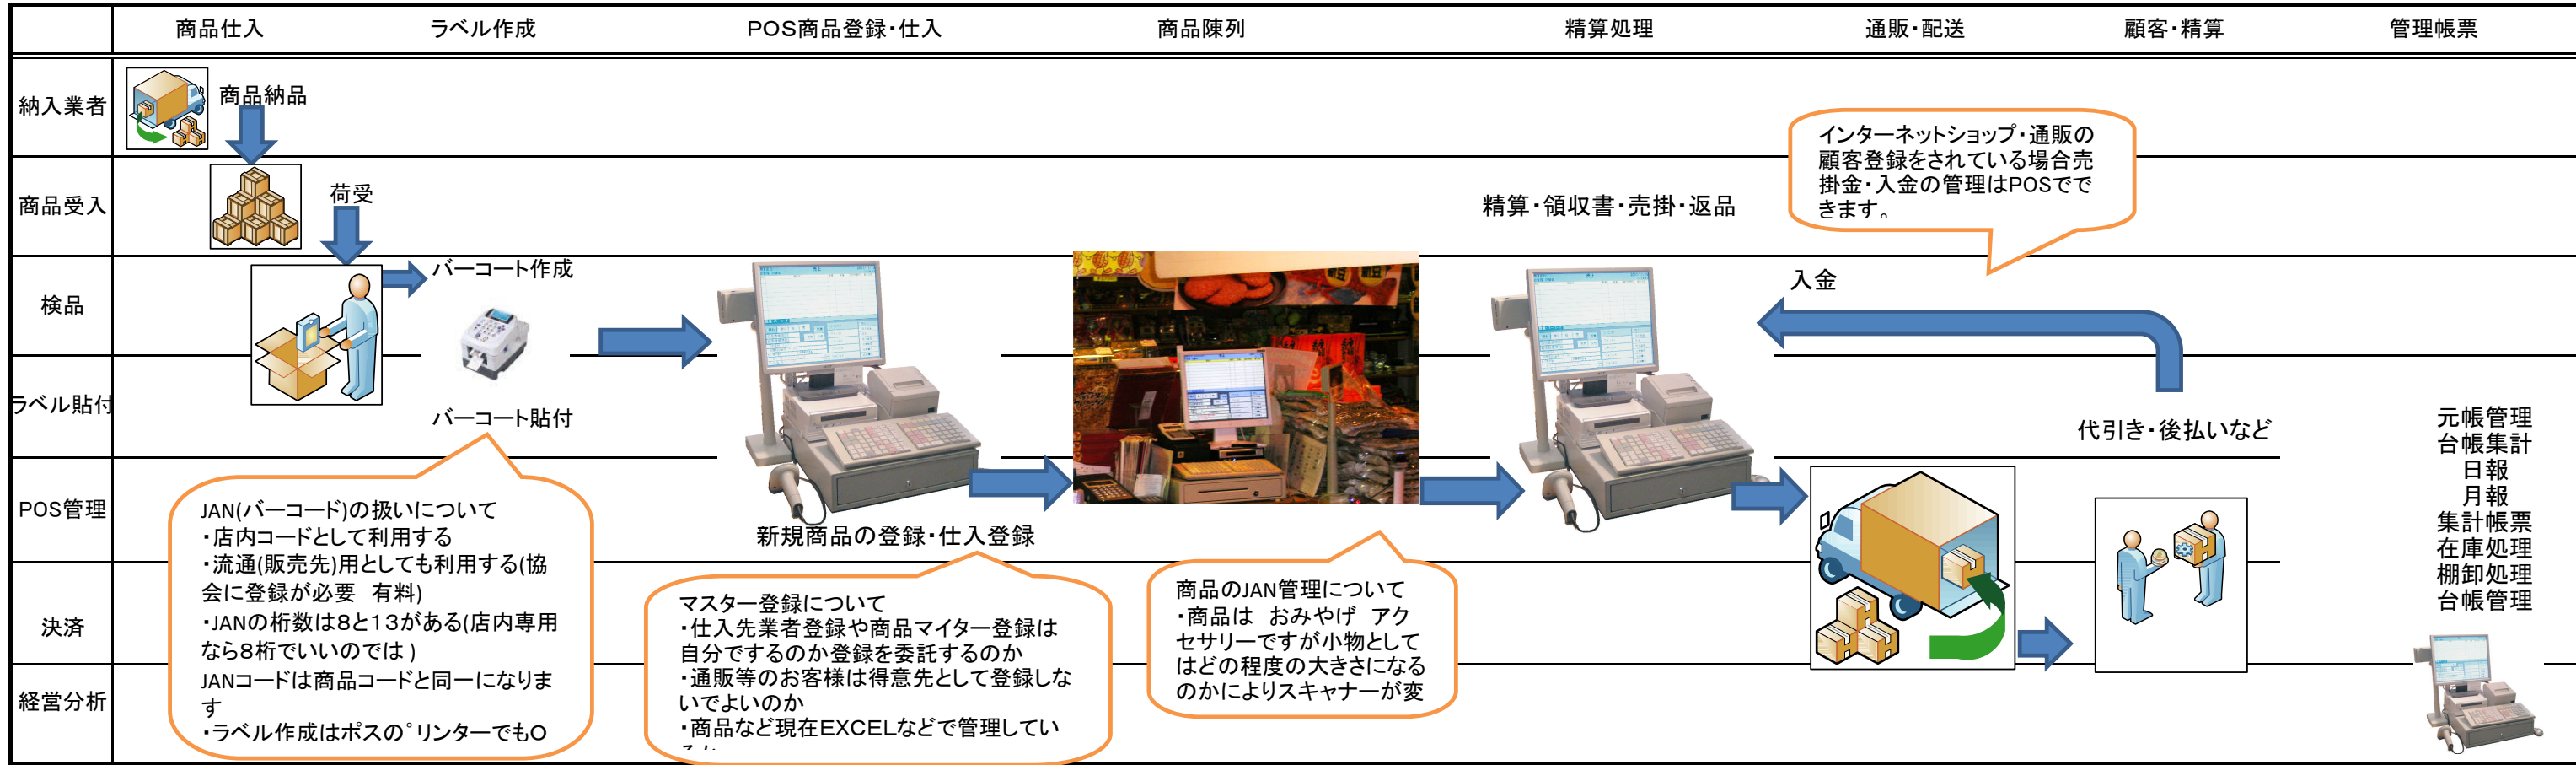 商品仕入
ラベル作成
POS商品登録・仕入
商品陳列
精算処理
通販・配送
顧客・精算
管理帳票
納入業者
商品納品
商品受入
荷受
精算・領収書・売掛・返品
インターネットショップ・通販の
顧客登録をされている場合売
掛金・入金の管理はPOSでで
きます。
検品
バーコート作成
入金
ラベル貼付
バーコート貼付
代引き・後払いなど
元帳管理
台帳集計
日報
月報
集計帳票
在庫処理
棚卸処理
台帳管理
POS管理
JAN(バーコード)の扱いについて
・店内コードとして利用する
・流通(販売先)用としても利用する(協
会に登録が必要 有料)
・JANの桁数は8と13がある(店内専用
なら8桁でいいのでは)
JANコードは商品コードと同一になりま
す
・ラベル作成はポスの゜リンターでもO
新規商品の登録・仕入登録
マスター登録について
・仕入先業者登録や商品マイター登録は
自分でするのか登録を委託するのか
・通販等のお客様は得意先として登録しな
いでよいのか
・商品など現在EXCELなどで管理してい
商品のJAN管理について
・商品は おみやげ アク
セサリーですが小物として
はどの程度の大きさになる
のかによりスキャナーが変
決済
経営分析